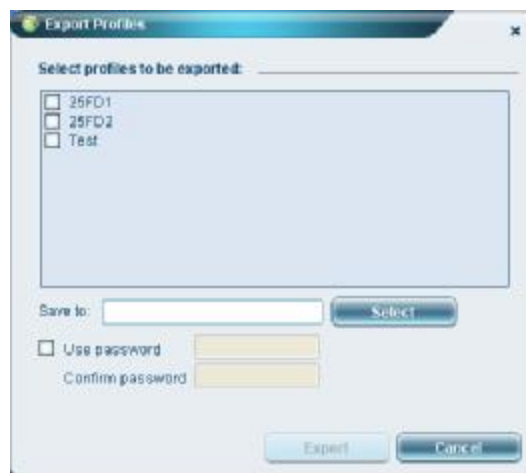 Export Profiles
Select profiles to be exported:
25FD1
25FD2
Test
Save to:
Select
Use password
Confirm password
Export
Cancel